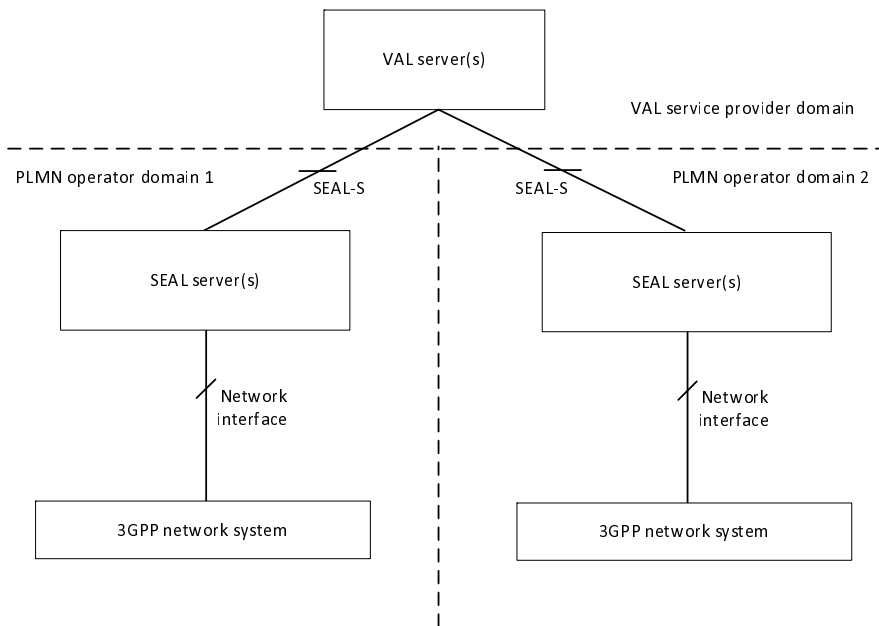 VAL server(s)
VAL service provider domain
PLMN operator domain 1
PLMN operator domain 2
SEAL-S
SEAL-S
SEAL server(s)
SEAL server(s)
Network
interface
Network
interface
3GPP network system
3GPP network system